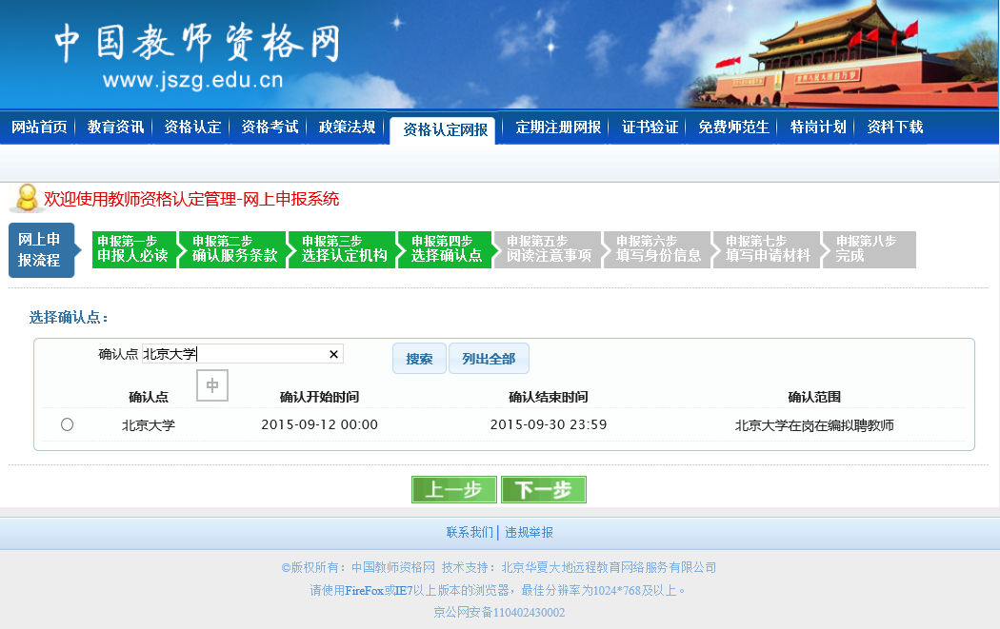 中国教师资格网
www.jszg.edu.cn
网站首页 教育资讯 资格认定 资格考试 政策法规 资格认定网报 定期注册网报 证书验证 免费师范生 特岗计划 资料下载
欢迎使用教师资格认定管理-网上申报系统
网上申报流程
申报第一步 申报人必读
申报第二步 确认服务条款
申报第三步 选择认定机构
申报第四步 选择确认点
申报第五步 阅读注意事项
申报第六步 填写身份信息
申报第七步 填写申请材料
申报第八步 完成
选择确认点：
确认点 北京大学 × 搜索 列出全部
中
确认点 确认开始时间 确认结束时间 确认范围
北京大学 2015-09-12 00:00 2015-09-30 23:59 北京大学在岗在编拟聘教师
上一步 下一步
联系我们| 违规举报
©版权所有：中国教师资格网 技术支持：北京华夏大地远程教育网络服务有限公司
请使用FireFox或IE7以上版本的浏览器，最佳分辨率为1024*768及以上。
京公网安备110402430002